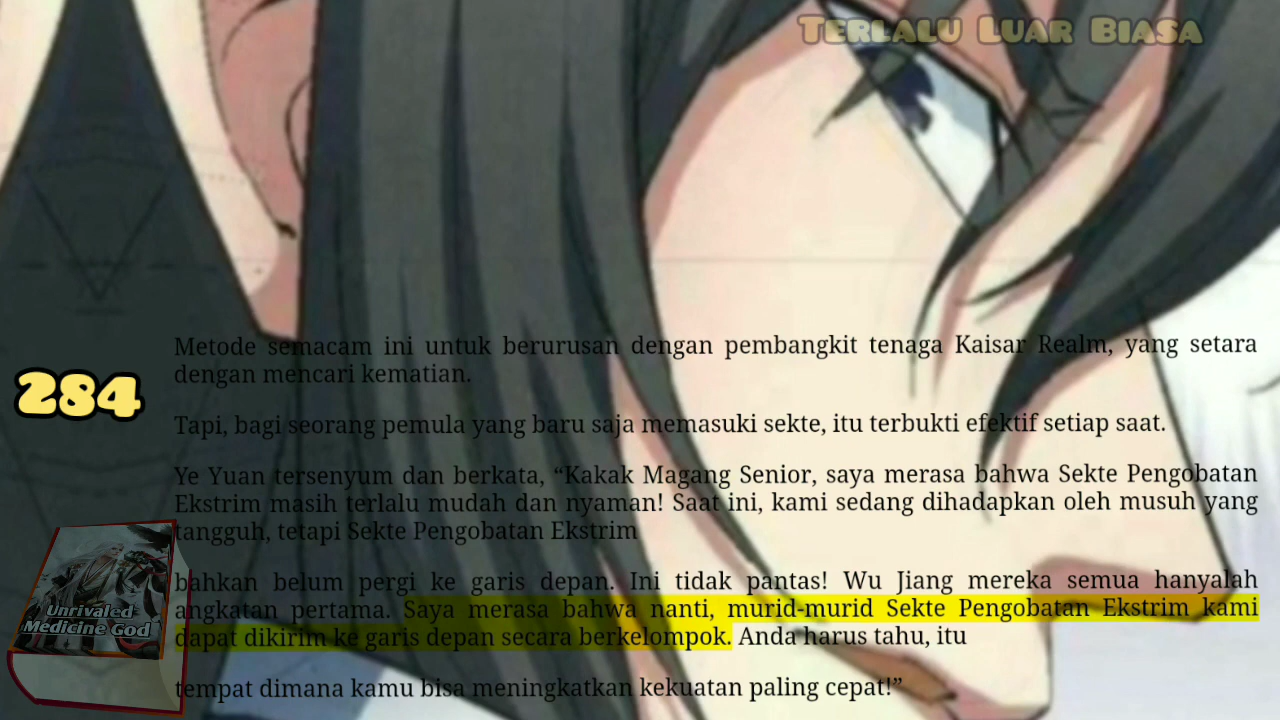 Terlalu Luar Biasa
Metode semacam ini untuk berurusan dengan pembangkit tenaga Kaisar Realm, yang setara
dengan mencari kematian.
284
Tapi, bagi seorang pemula yang baru saja memasuki sekte, itu terbukti efektif setiap saat.
Ye Yuan tersenyum dan berkata, “Kakak Magang Senior, saya merasa bahwa Sekte Pengobatan
Ekstrim masih terlalu mudah dan nyaman! Saat ini, kami sedang dihadapkan oleh musuh yang
tangguh, tetapi Sekte Pengobatan Ekstrim
bahkan belum pergi ke garis depan. Ini tidak pantas! Wu Jiang mereka semua hanyalah
angkatan pertama. Saya merasa bahwa nanti, murid-murid Sekte Pengobatan Ekstrim kami
dapat dikirim ke garis depan secara berkelompok. Anda harus tahu, itu
tempat dimana kamu bisa meningkatkan kekuatan paling cepat!”
Unrivaled
Medicine God